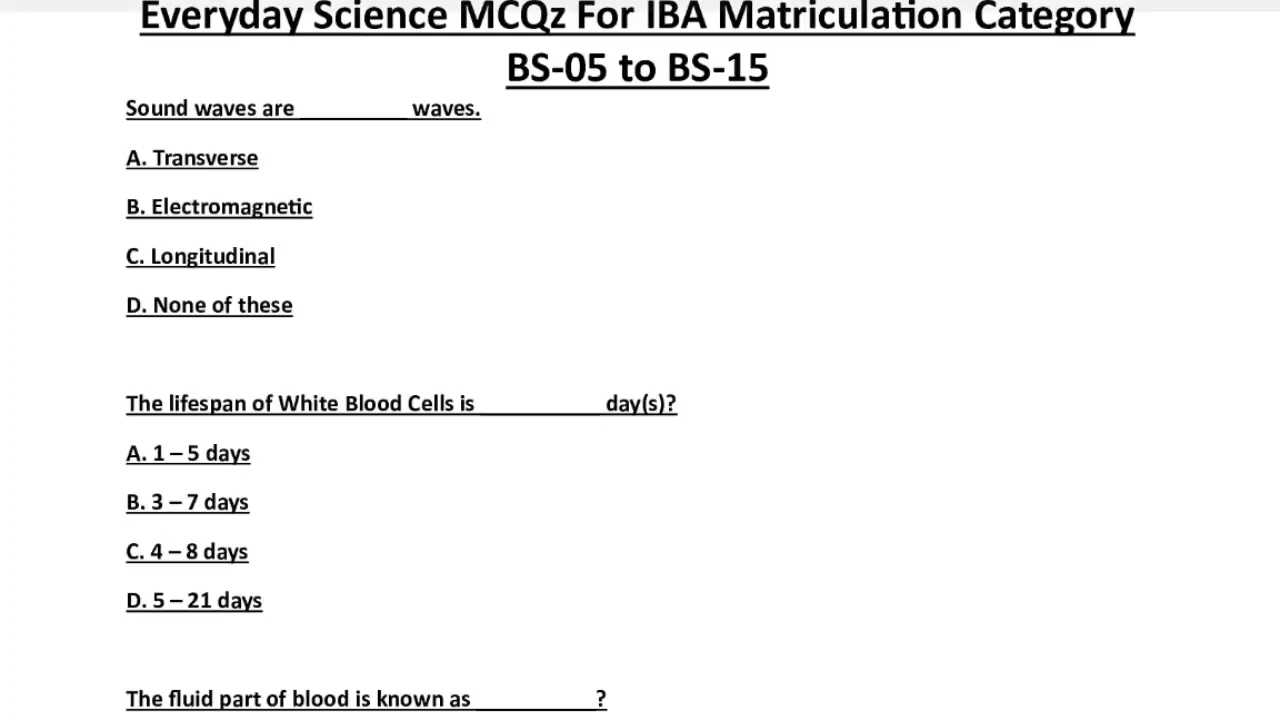 Everyday Science MCQz For IBA Matriculation Category
BS-05 to BS-15
Sound waves are _________ waves.
A. Transverse
B. Electromagnetic
C. Longitudinal
D. None of these
The lifespan of White Blood Cells is __________ day(s)?
A. 1 – 5 days
B. 3 – 7 days
C. 4 – 8 days
D. 5 – 21 days
The fluid part of blood is known as __________?